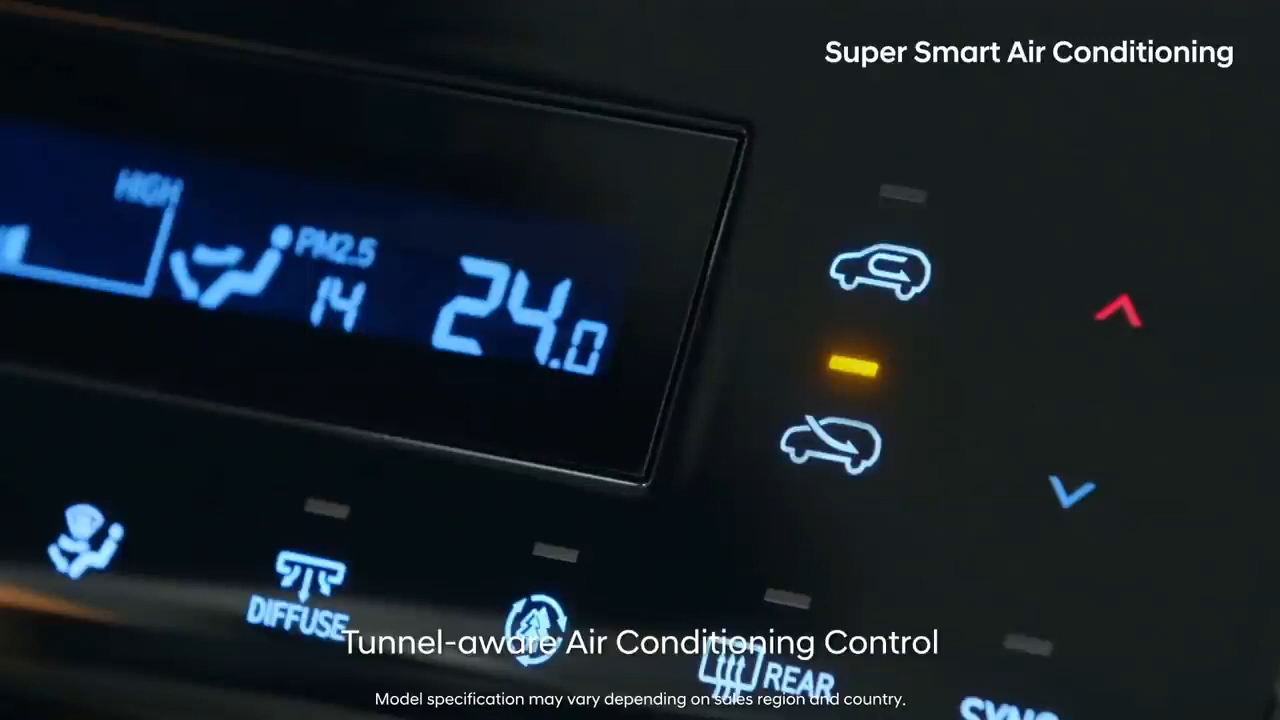 Super Smart Air Conditioning
HIGH
PM2.5
14
24.0
DIFFUSE
REAR
SYNC
Tunnel-aware Air Conditioning Control
Model specification may vary depending on sales region and country.